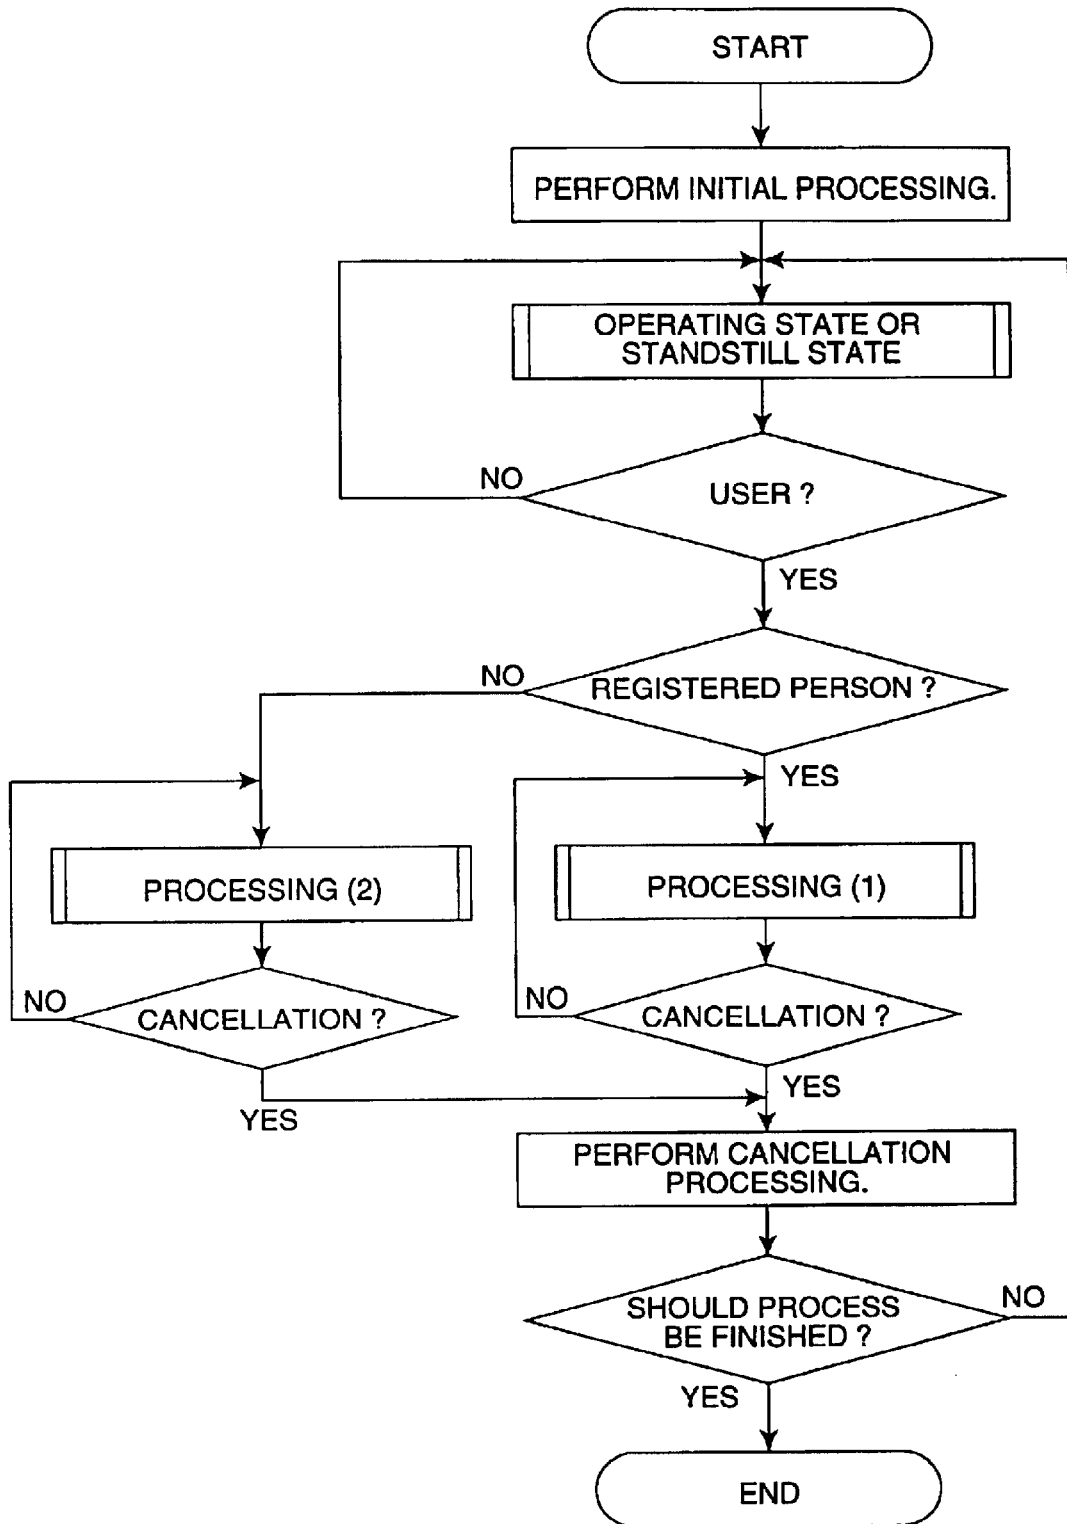 START
PERFORM INITIAL PROCESSING.
OPERATING STATE OR
STANDSTILL STATE
NO
USER ?
YES
NO
REGISTERED PERSON ?
YES
PROCESSING (2)
PROCESSING (1)
NO
CANCELLATION ?
NO
CANCELLATION ?
YES
YES
PERFORM CANCELLATION
PROCESSING.
SHOULD PROCESS
BE FINISHED ?
NO
YES
END